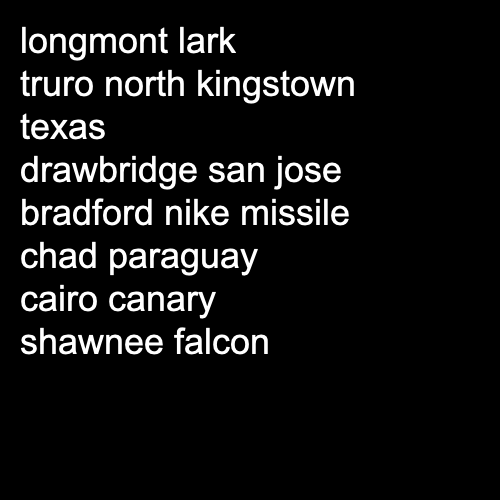 longmont lark
truro north kingstown
texas
drawbridge san jose
bradford nike missile
chad paraguay
cairo canary
shawnee falcon